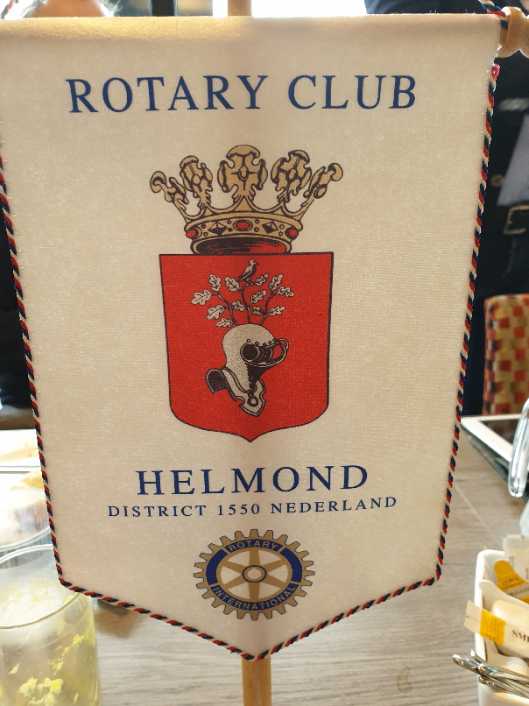 ROTARY CLUB
HELMOND
DISTRICT 1550 NEDERLAND
ROTARY
INTERNATIONAL